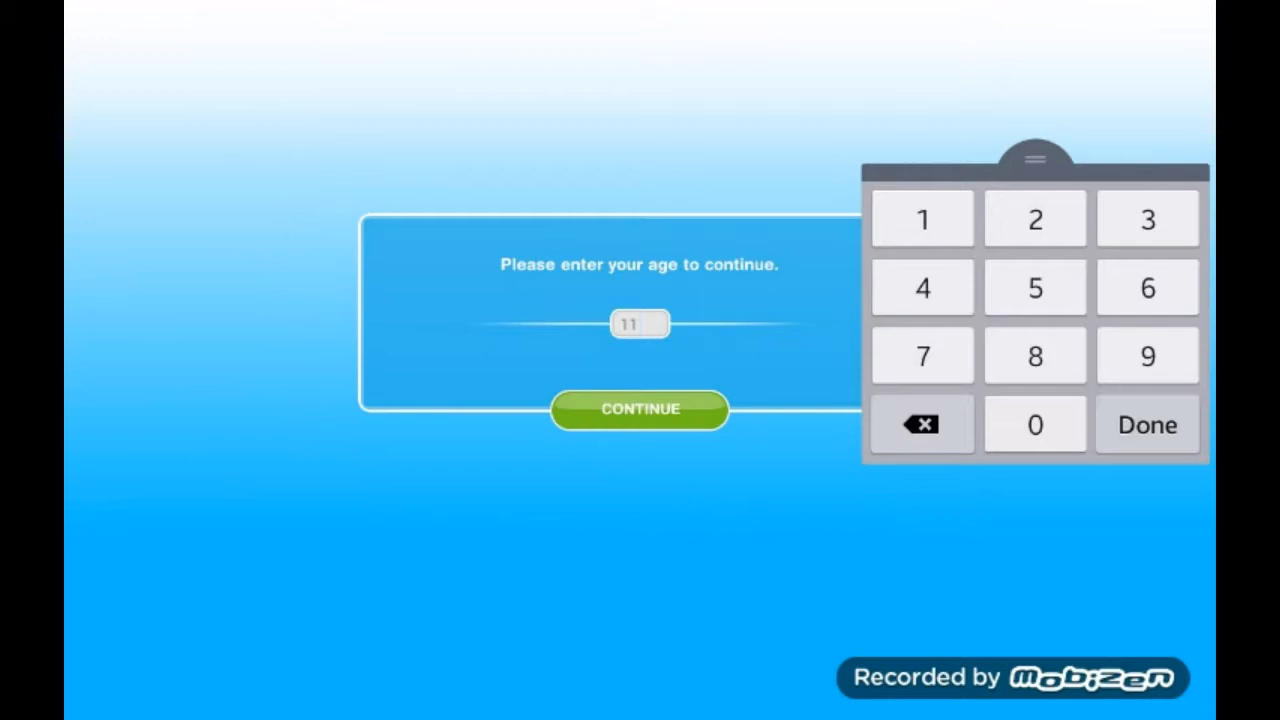 Please enter your age to continue.
11
CONTINUE
1 2 3
4 5 6
7 8 9
0 Done
Recorded by mobizen